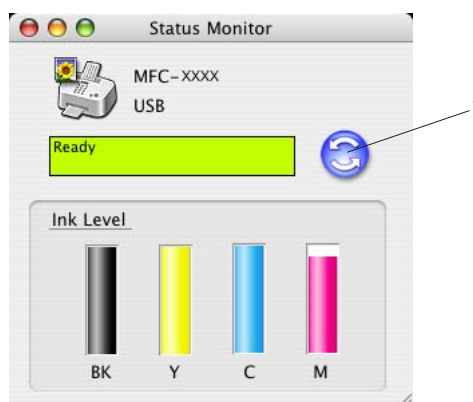 Status Monitor
MFC-XXXX
USB
Ready
Ink Level
BK Y C M